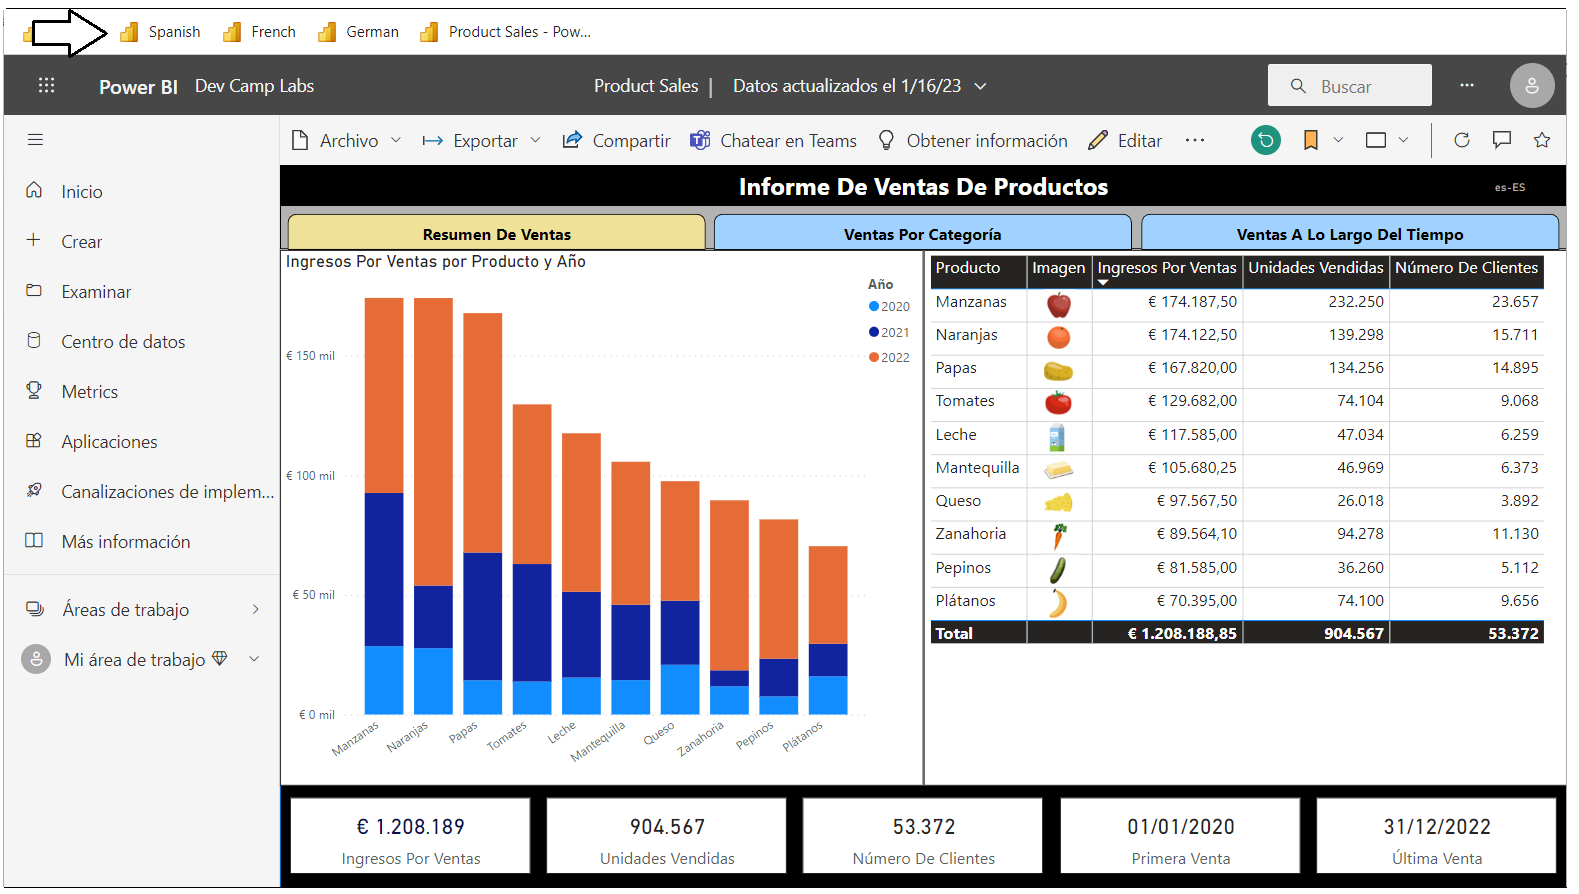 Spanish French German Product Sales - Pow...
Power BI Dev Camp Labs Product Sales | Datos actualizados el 1/16/23 Buscar ...
Archivo Exportar Compartir Chatear en Teams Obtener información Editar ...
Inicio
Crear
Examinar
Centro de datos
Metrics
Aplicaciones
Canalizaciones de implem...
Más información
Áreas de trabajo
Mi área de trabajo
Informe De Ventas De Productos es-ES
Resumen De Ventas Ventas Por Categoría Ventas A Lo Largo Del Tiempo
Ingresos Por Ventas por Producto y Año
Año
2020
2021
2022
€ 150 mil
€ 100 mil
€ 50 mil
€ 0 mil
Manzanas Naranjas Papas Tomates Leche Mantequilla Queso Zanahoria Pepinos Plátanos
Producto Imagen Ingresos Por Ventas Unidades Vendidas Número De Clientes
Manzanas € 174.187,50 232.250 23.657
Naranjas € 174.122,50 139.298 15.711
Papas € 167.820,00 134.256 14.895
Tomates € 129.682,00 74.104 9.068
Leche € 117.585,00 47.034 6.259
Mantequilla € 105.680,25 46.969 6.373
Queso € 97.567,50 26.018 3.892
Zanahoria € 89.564,10 94.278 11.130
Pepinos € 81.585,00 36.260 5.112
Plátanos € 70.395,00 74.100 9.656
Total € 1.208.188,85 904.567 53.372
€ 1.208.189 904.567 53.372 01/01/2020 31/12/2022
Ingresos Por Ventas Unidades Vendidas Número De Clientes Primera Venta Última Venta